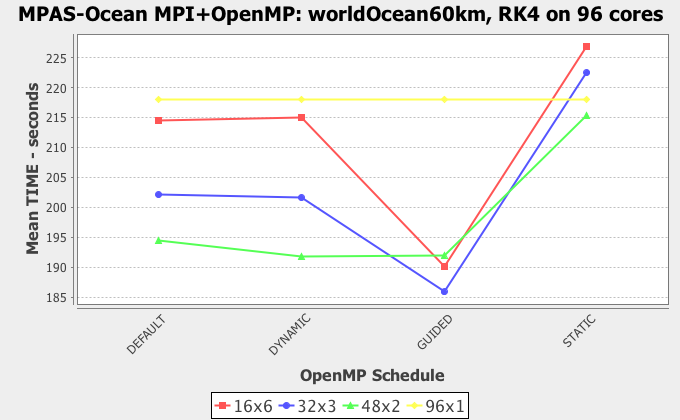 MPAS-Ocean MPI+OpenMP: worldOcean60km, RK4 on 96 cores
Mean TIME - seconds
225
220
215
210
205
200
195
190
185
DEFAULT
DYNAMIC
GUIDED
STATIC
OpenMP Schedule
16x6 32x3 48x2 96x1